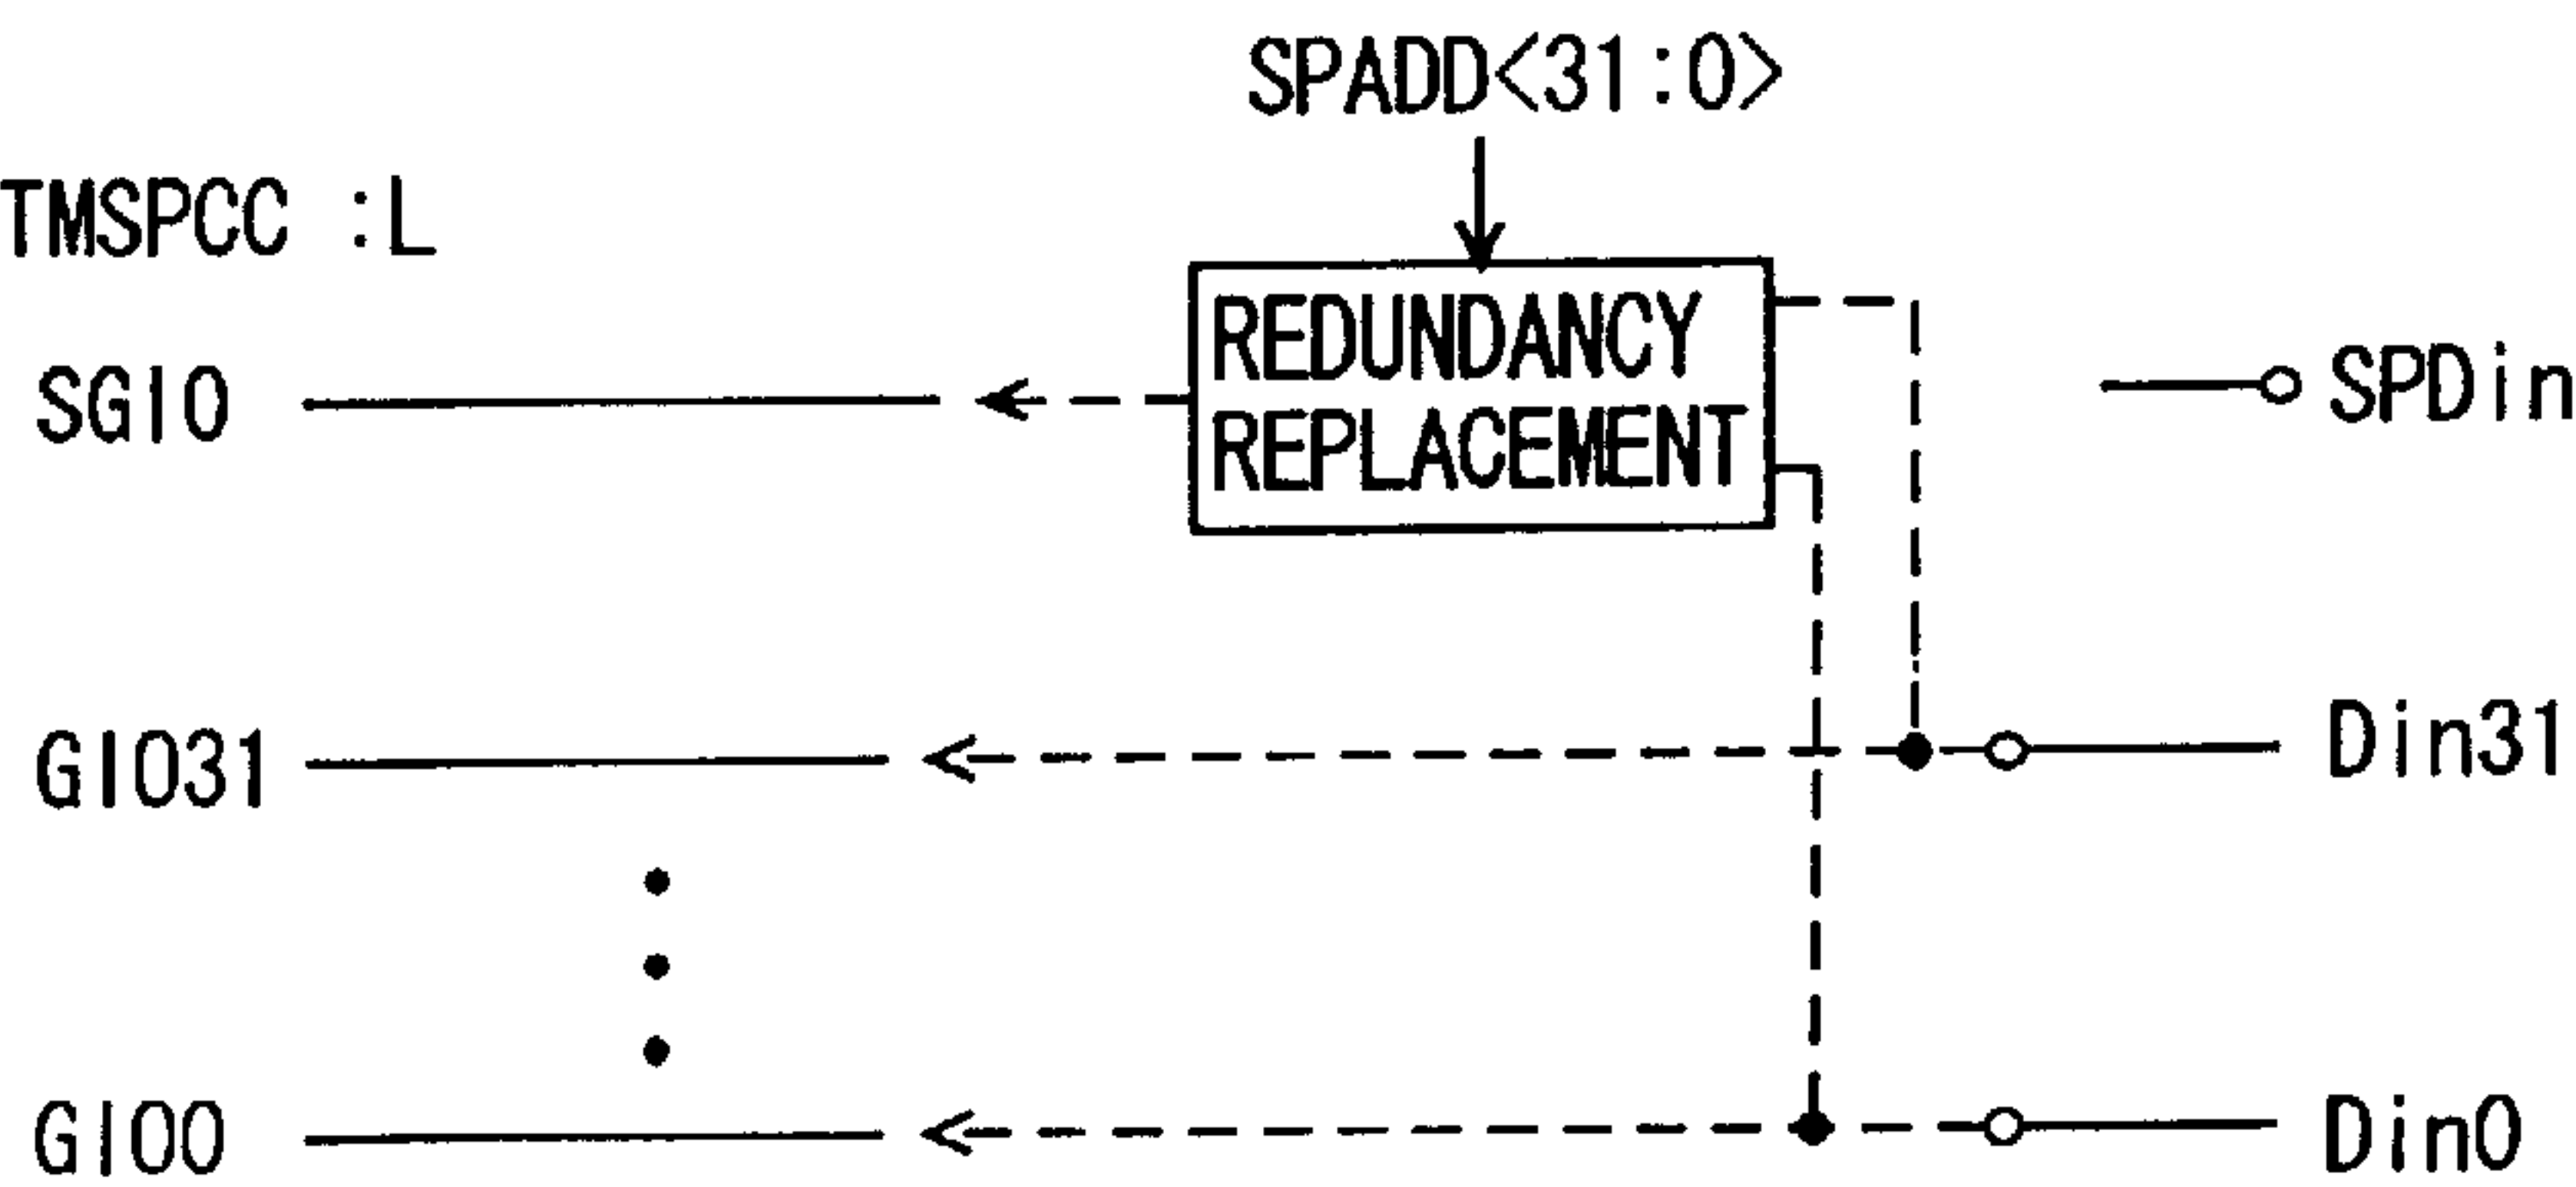 SPADD<31:0>
TMSPCC :L
REDUNDANCY
REPLACEMENT
SGIO
SPDin
GIO31
Din31
GIO0
Din0